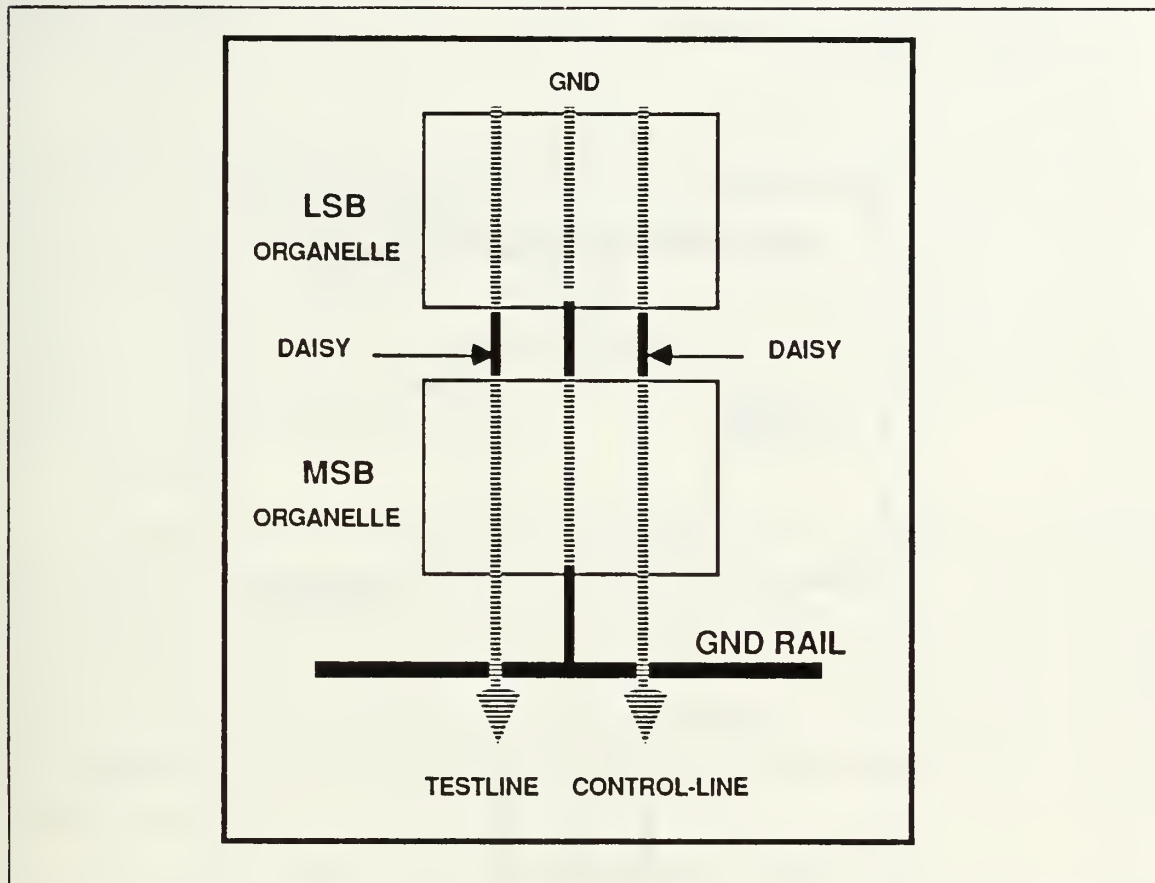 GND
LSB
ORGANELLE
DAISY
DAISY
MSB
ORGANELLE
GND RAIL
TESTLINE CONTROL-LINE